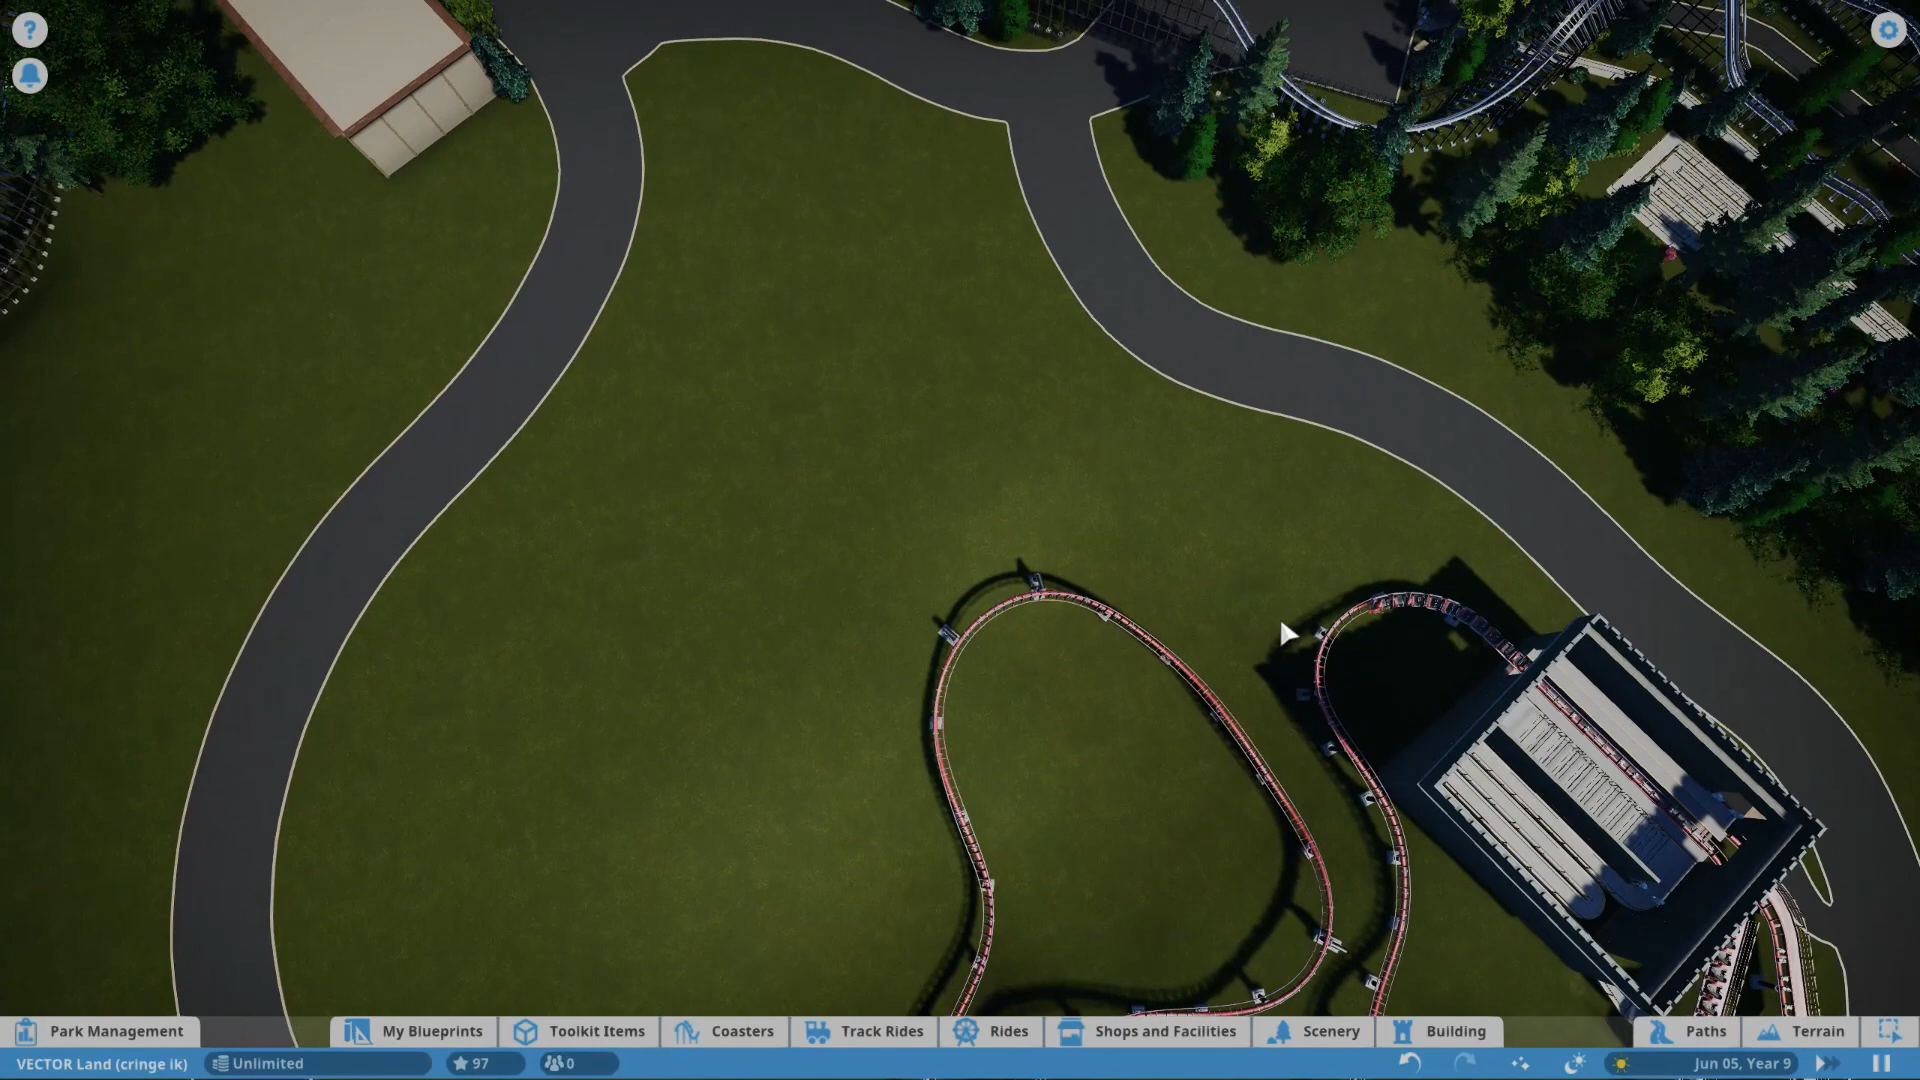 ?
Park Management
My Blueprints
Toolkit Items
Coasters
Track Rides
Rides
Shops and Facilities
Scenery
Building
Paths
Terrain
VECTOR Land (cringe ik)
Unlimited
97
0
Jun 05, Year 9